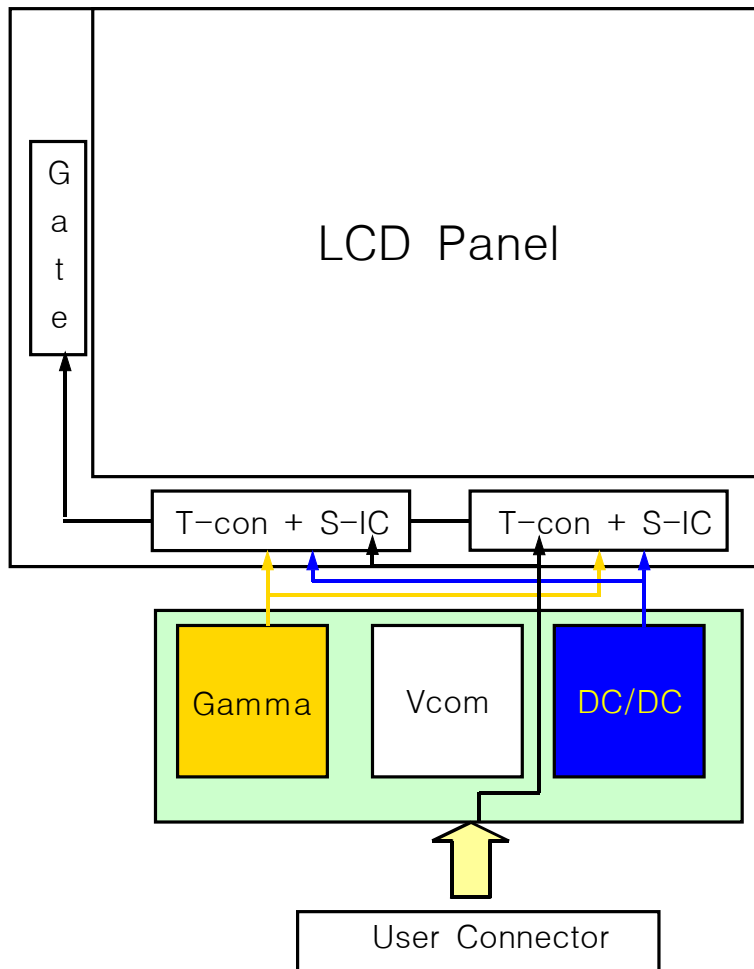 LCD Panel
G
a
t
e
T-con + S-IC
T-con + S-IC
Gamma
Vcom
DC/DC
User Connector